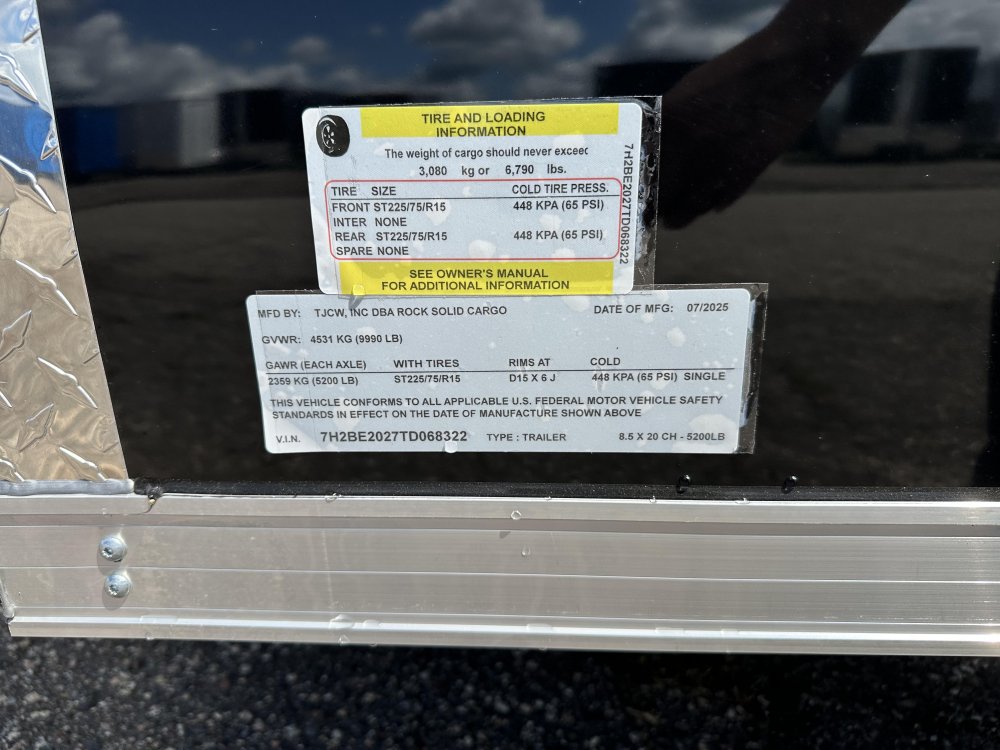 TIRE AND LOADING
INFORMATION
The weight of cargo should never exceed
3,080 kg or 6,790 lbs.
TIRE SIZE COLD TIRE PRESS.
FRONT ST225/75/R15 448 KPA (65 PSI)
INTER NONE
REAR ST225/75/R15 448 KPA (65 PSI)
SPARE NONE
SEE OWNER'S MANUAL
FOR ADDITIONAL INFORMATION
7H2BE2027TD068322
MFD BY: TJCW, INC DBA ROCK SOLID CARGO DATE OF MFG: 07/2025
GVWR: 4531 KG (9990 LB)
GAWR (EACH AXLE) WITH TIRES RIMS AT COLD
2359 KG (5200 LB) ST225/75/R15 D15 X 6 J 448 KPA (65 PSI) SINGLE
THIS VEHICLE CONFORMS TO ALL APPLICABLE U.S. FEDERAL MOTOR VEHICLE SAFETY
STANDARDS IN EFFECT ON THE DATE OF MANUFACTURE SHOWN ABOVE
V.I.N. 7H2BE2027TD068322 TYPE : TRAILER 8.5 X 20 CH - 5200LB